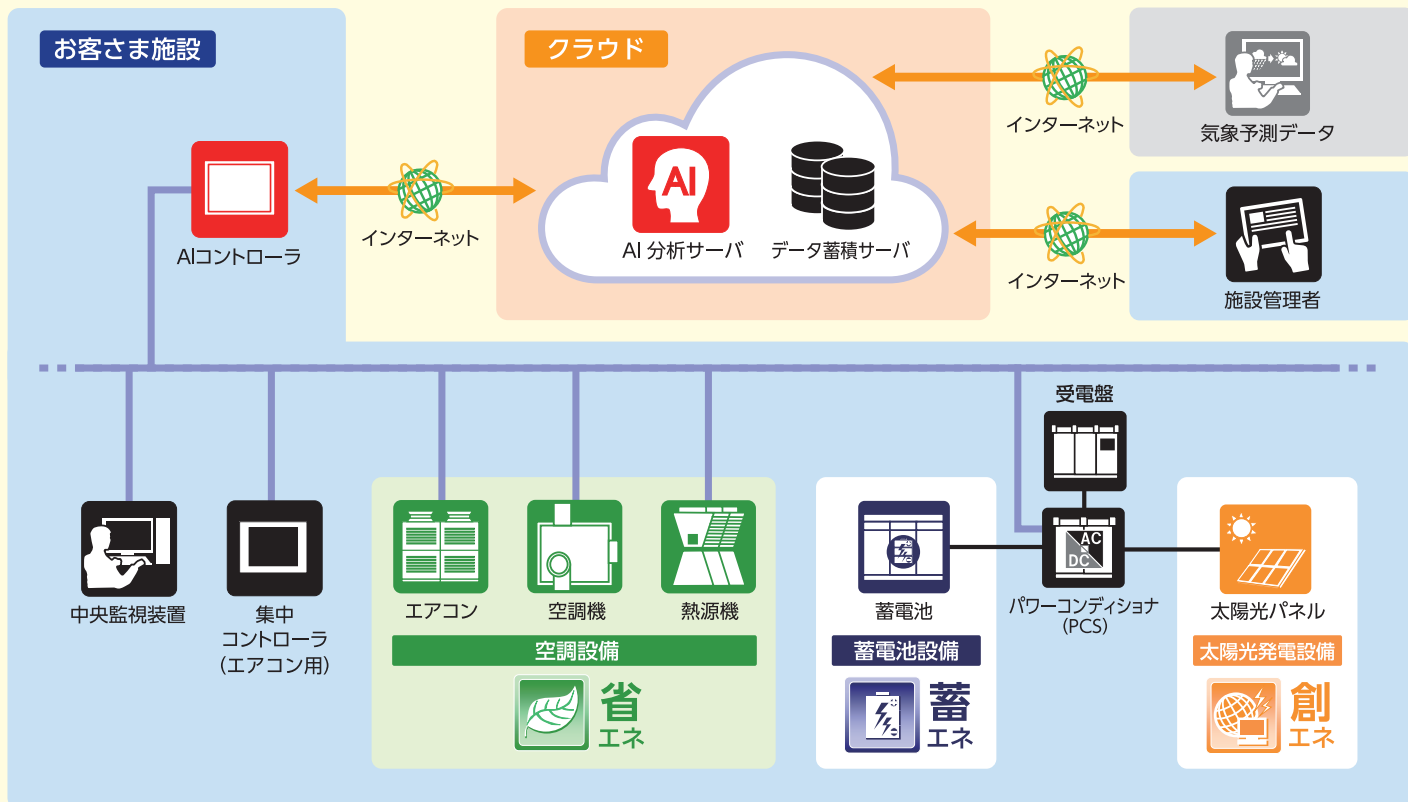 お客さま施設
クラウド
インターネット
気象予測データ
AI
AIコントローラ
インターネット
AI 分析サーバ
データ蓄積サーバ
インターネット
施設管理者
受電盤
AC
DC
中央監視装置
集中
コントローラ
(エアコン用)
エアコン
空調機
熱源機
空調設備
省
エネ
蓄電池
蓄電池設備
蓄
エネ
パワーコンディショナ
(PCS)
太陽光パネル
太陽光発電設備
創
エネ